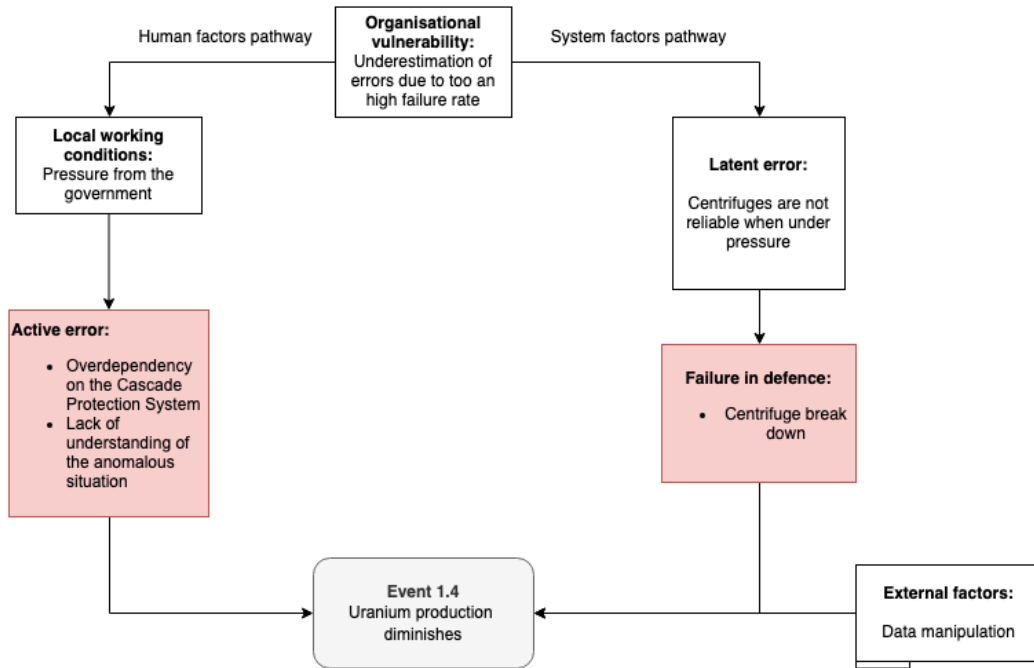 Human factors pathway
Organisational
vulnerability:
Underestimation of
errors due to too an
high failure rate
System factors pathway
Local working
conditions:
Pressure from the
government
Latent error:
Centrifuges are not
reliable when under
pressure
Active error:
• Overdependency
on the Cascade
Protection System
• Lack of
understanding of
the anomalous
situation
Failure in defence:
• Centrifuge break
down
Event 1.4
Uranium production
diminishes
External factors:
Data manipulation